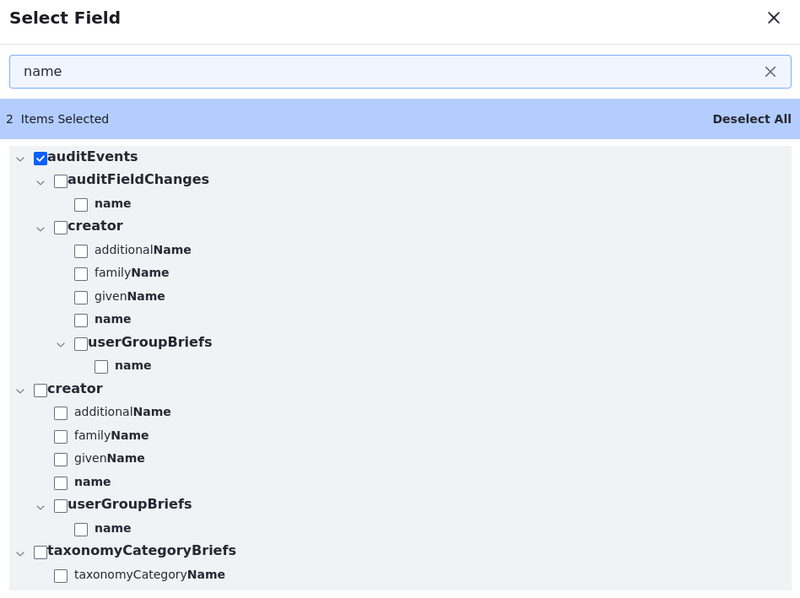 Select Field
name
2 Items Selected Deselect All
auditEvents
auditFieldChanges
name
creator
additionalName
familyName
givenName
name
userGroupBriefs
name
creator
additionalName
familyName
givenName
name
userGroupBriefs
name
taxonomyCategoryBriefs
taxonomyCategoryName